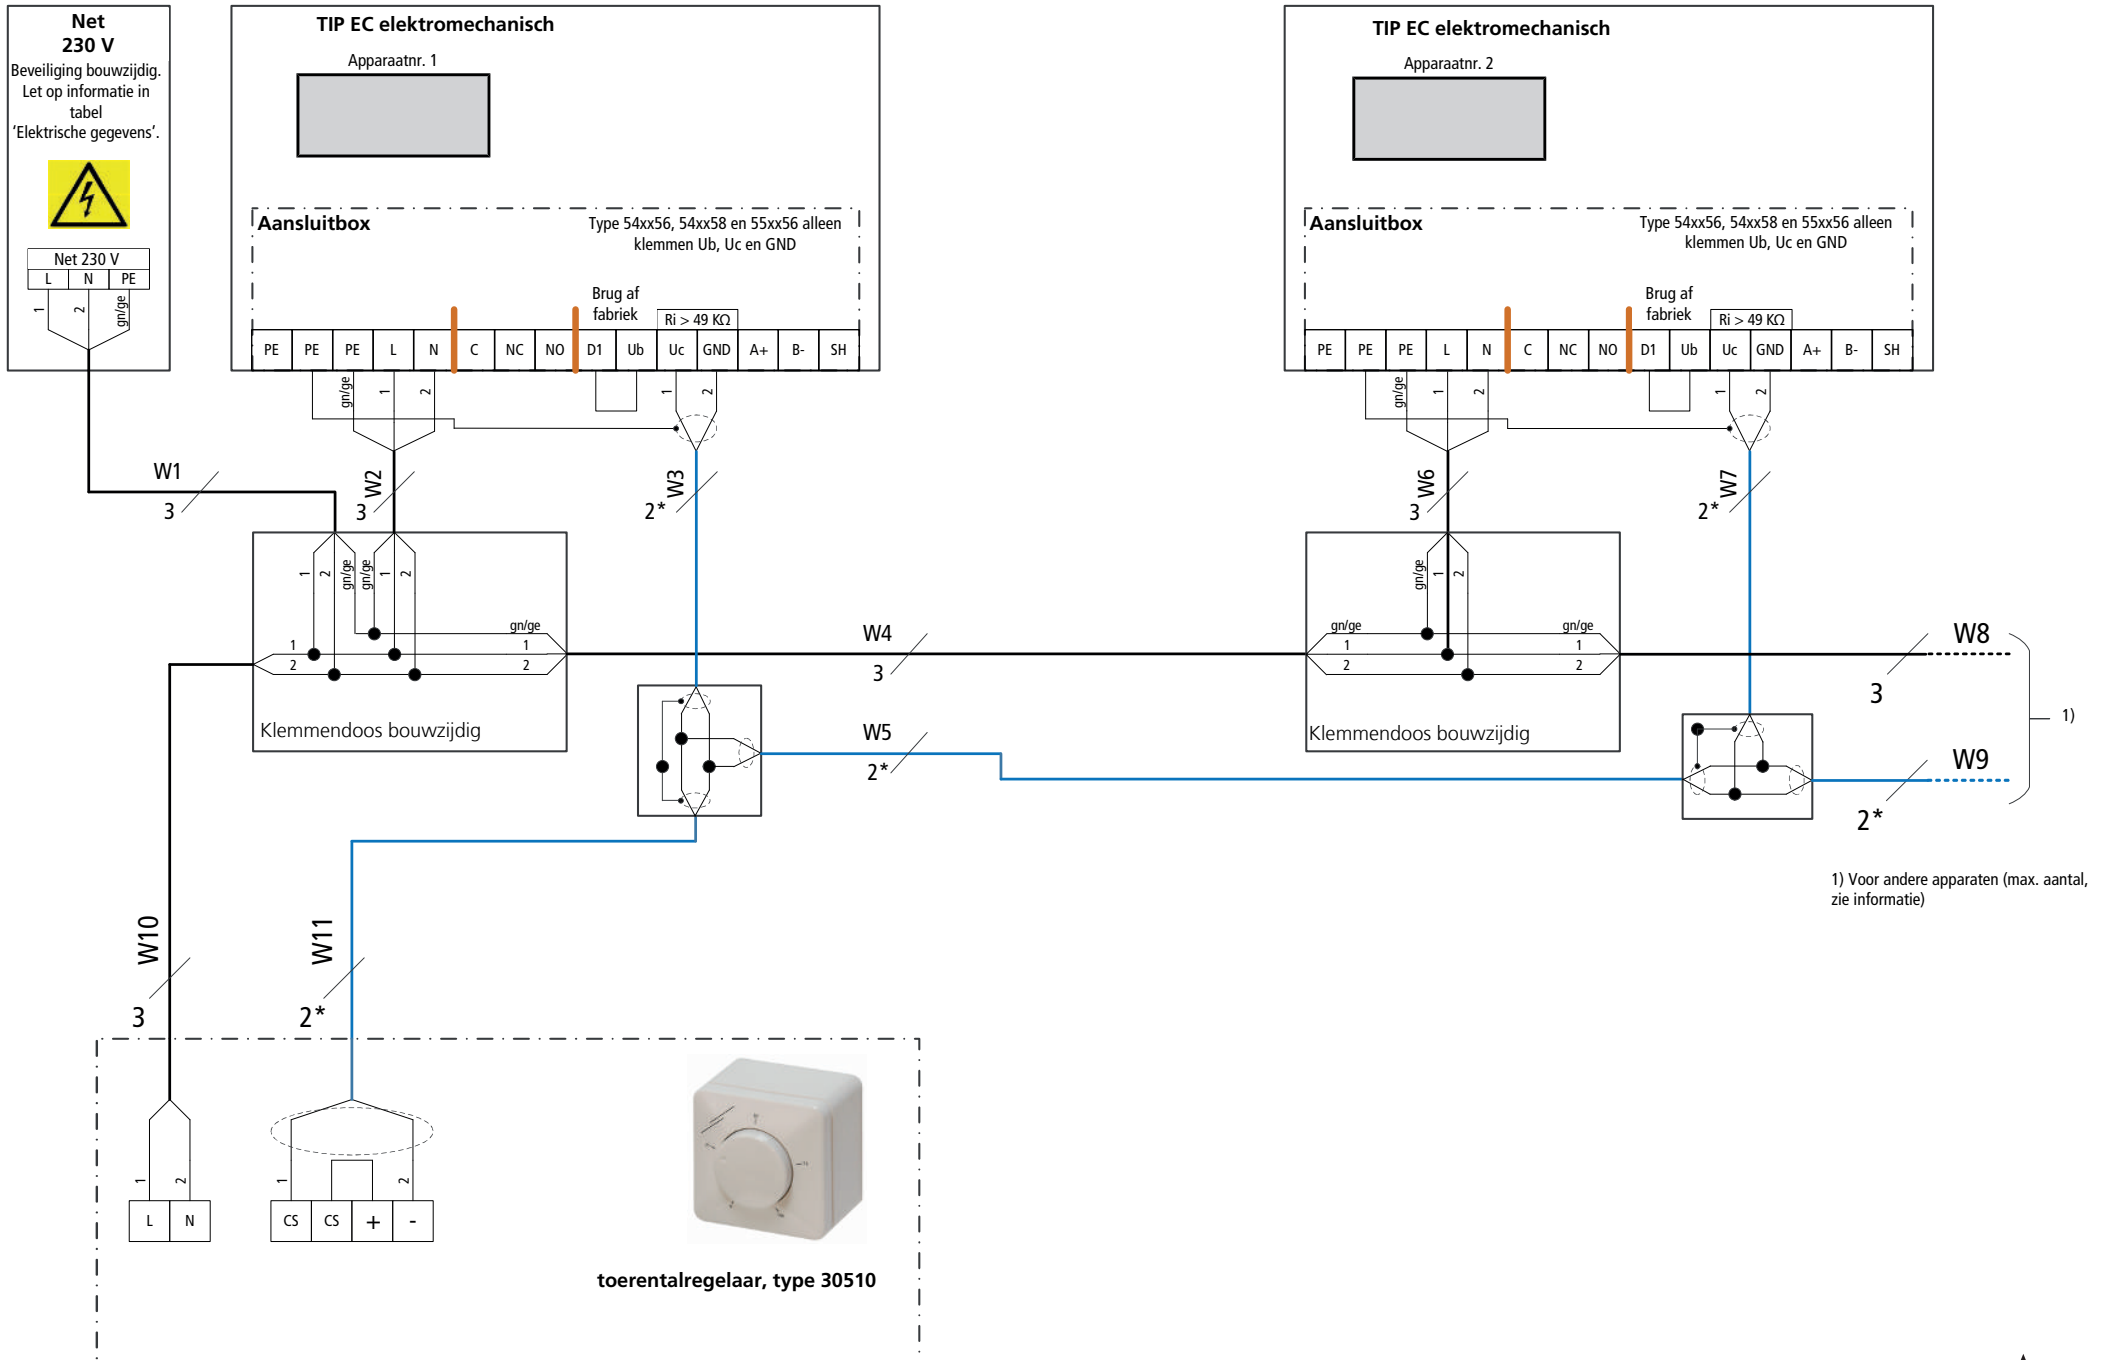 Net
230 V
Beveiliging bouwzijdig.
Let op informatie in
tabel
'Elektrische gegevens'.
Net 230 V
L N PE
1 2 gn/ge
TIP EC elektromechanisch
Apparaatnr. 1
Aansluitbox
Type 54xx56, 54xx58 en 55xx56 alleen
klemmen Ub, Uc en GND
Brug af
fabriek
Ri > 49 KΩ
PE PE PE L N C NC NO D1 Ub Uc GND A+ B- SH
gn/ge 1 2 1 2
TIP EC elektromechanisch
Apparaatnr. 2
Aansluitbox
Type 54xx56, 54xx58 en 55xx56 alleen
klemmen Ub, Uc en GND
Brug af
fabriek
Ri > 49 KΩ
PE PE PE L N C NC NO D1 Ub Uc GND A+ B- SH
gn/ge 1 2 1 2
W1
3
W2
3
W3
2*
W6
3
W7
2*
1 2 gn/ge gn/ge 1 2
gn/ge
1 1
2 2
Klemmendoos bouwzijdig
W4
3
W5
2*
gn/ge 1 2
gn/ge gn/ge
1 1
2 2
Klemmendoos bouwzijdig
W8
3
W9
2*
1)
1) Voor andere apparaten (max. aantal,
zie informatie)
W10
3
W11
2*
1 2
L N
1 2
CS CS + -
toerentalregelaar, type 30510